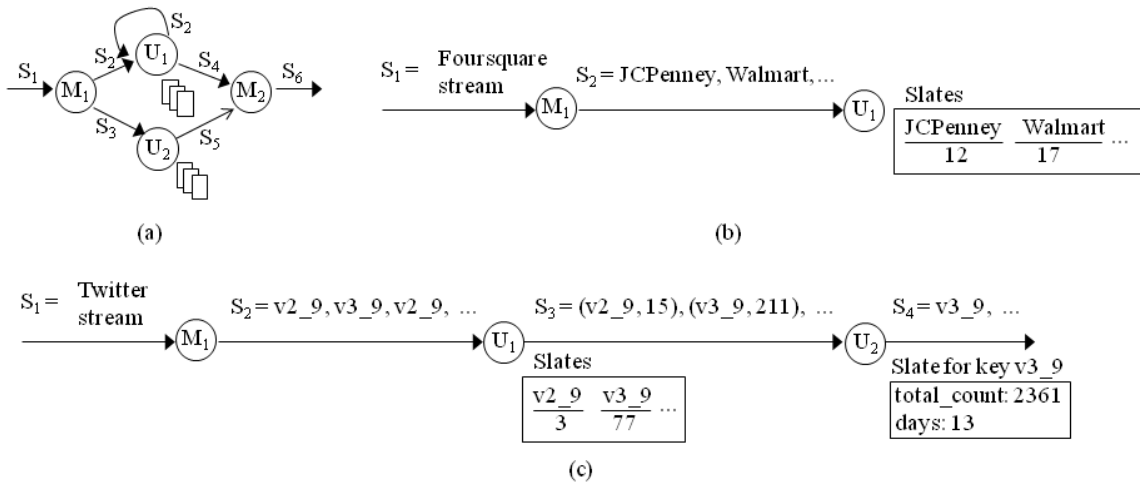 S₂
S₁
S₂
U₁
S₄
S₆
M₁
M₂
S₃
U₂
S₅
(a)
S₁ = Foursquare stream
S₂ = JCPenney, Walmart, ...
M₁
U₁
Slates
JCPenney Walmart ...
12 17
(b)
S₁ = Twitter stream
S₂ = v2_9, v3_9, v2_9, ...
S₃ = (v2_9, 15), (v3_9, 211), ...
S₄ = v3_9, ...
M₁
U₁
U₂
Slates
v2_9 v3_9 ...
3 77
Slate for key v3_9
total_count: 2361
days: 13
(c)